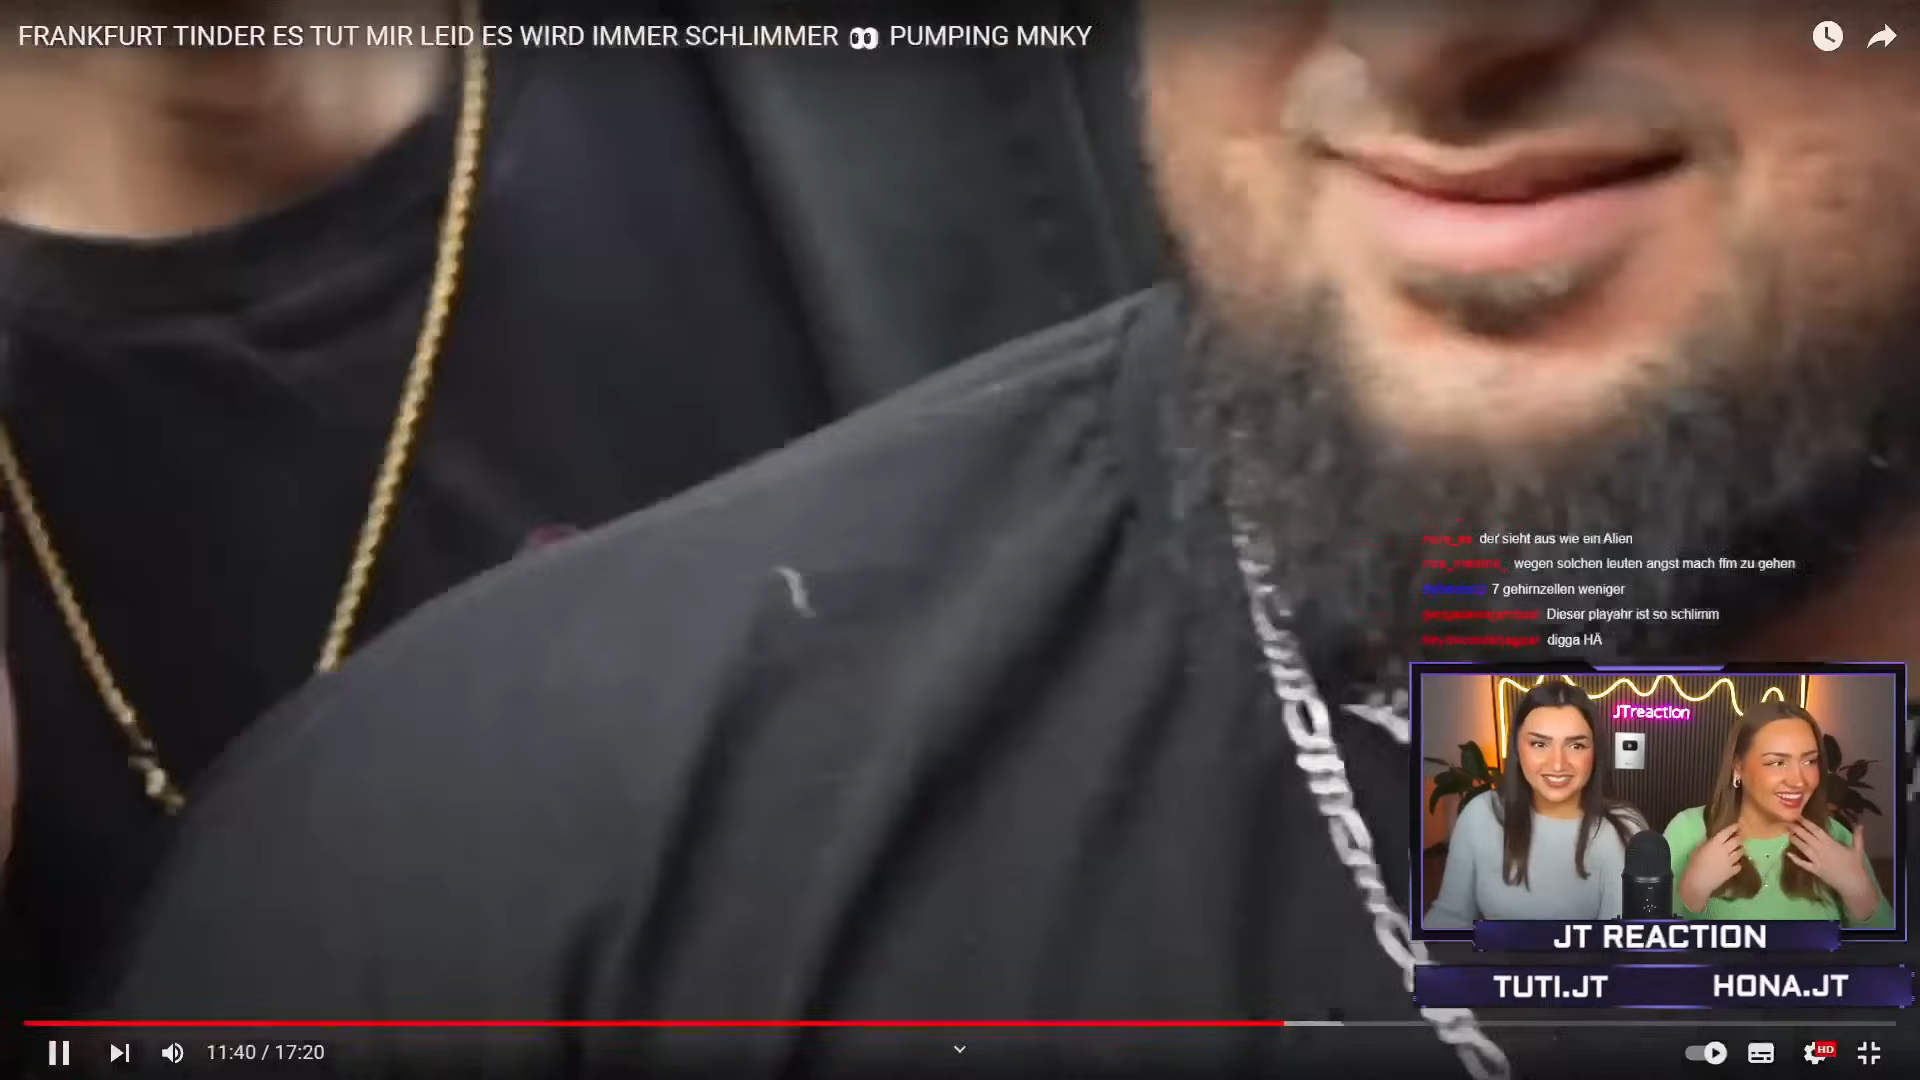 FRANKFURT TINDER ES TUT MIR LEID ES WIRD IMMER SCHLIMMER 👀 PUMPING MNKY
der sieht aus wie ein Alien
wegen solchen leuten angst mach ffm zu gehen
7 gehirnzellen weniger
Dieser playahr ist so schlimm
digga HÄ
JTreaction
JT REACTION
TUTI.JT HONA.JT
11:40 / 17:20
HD